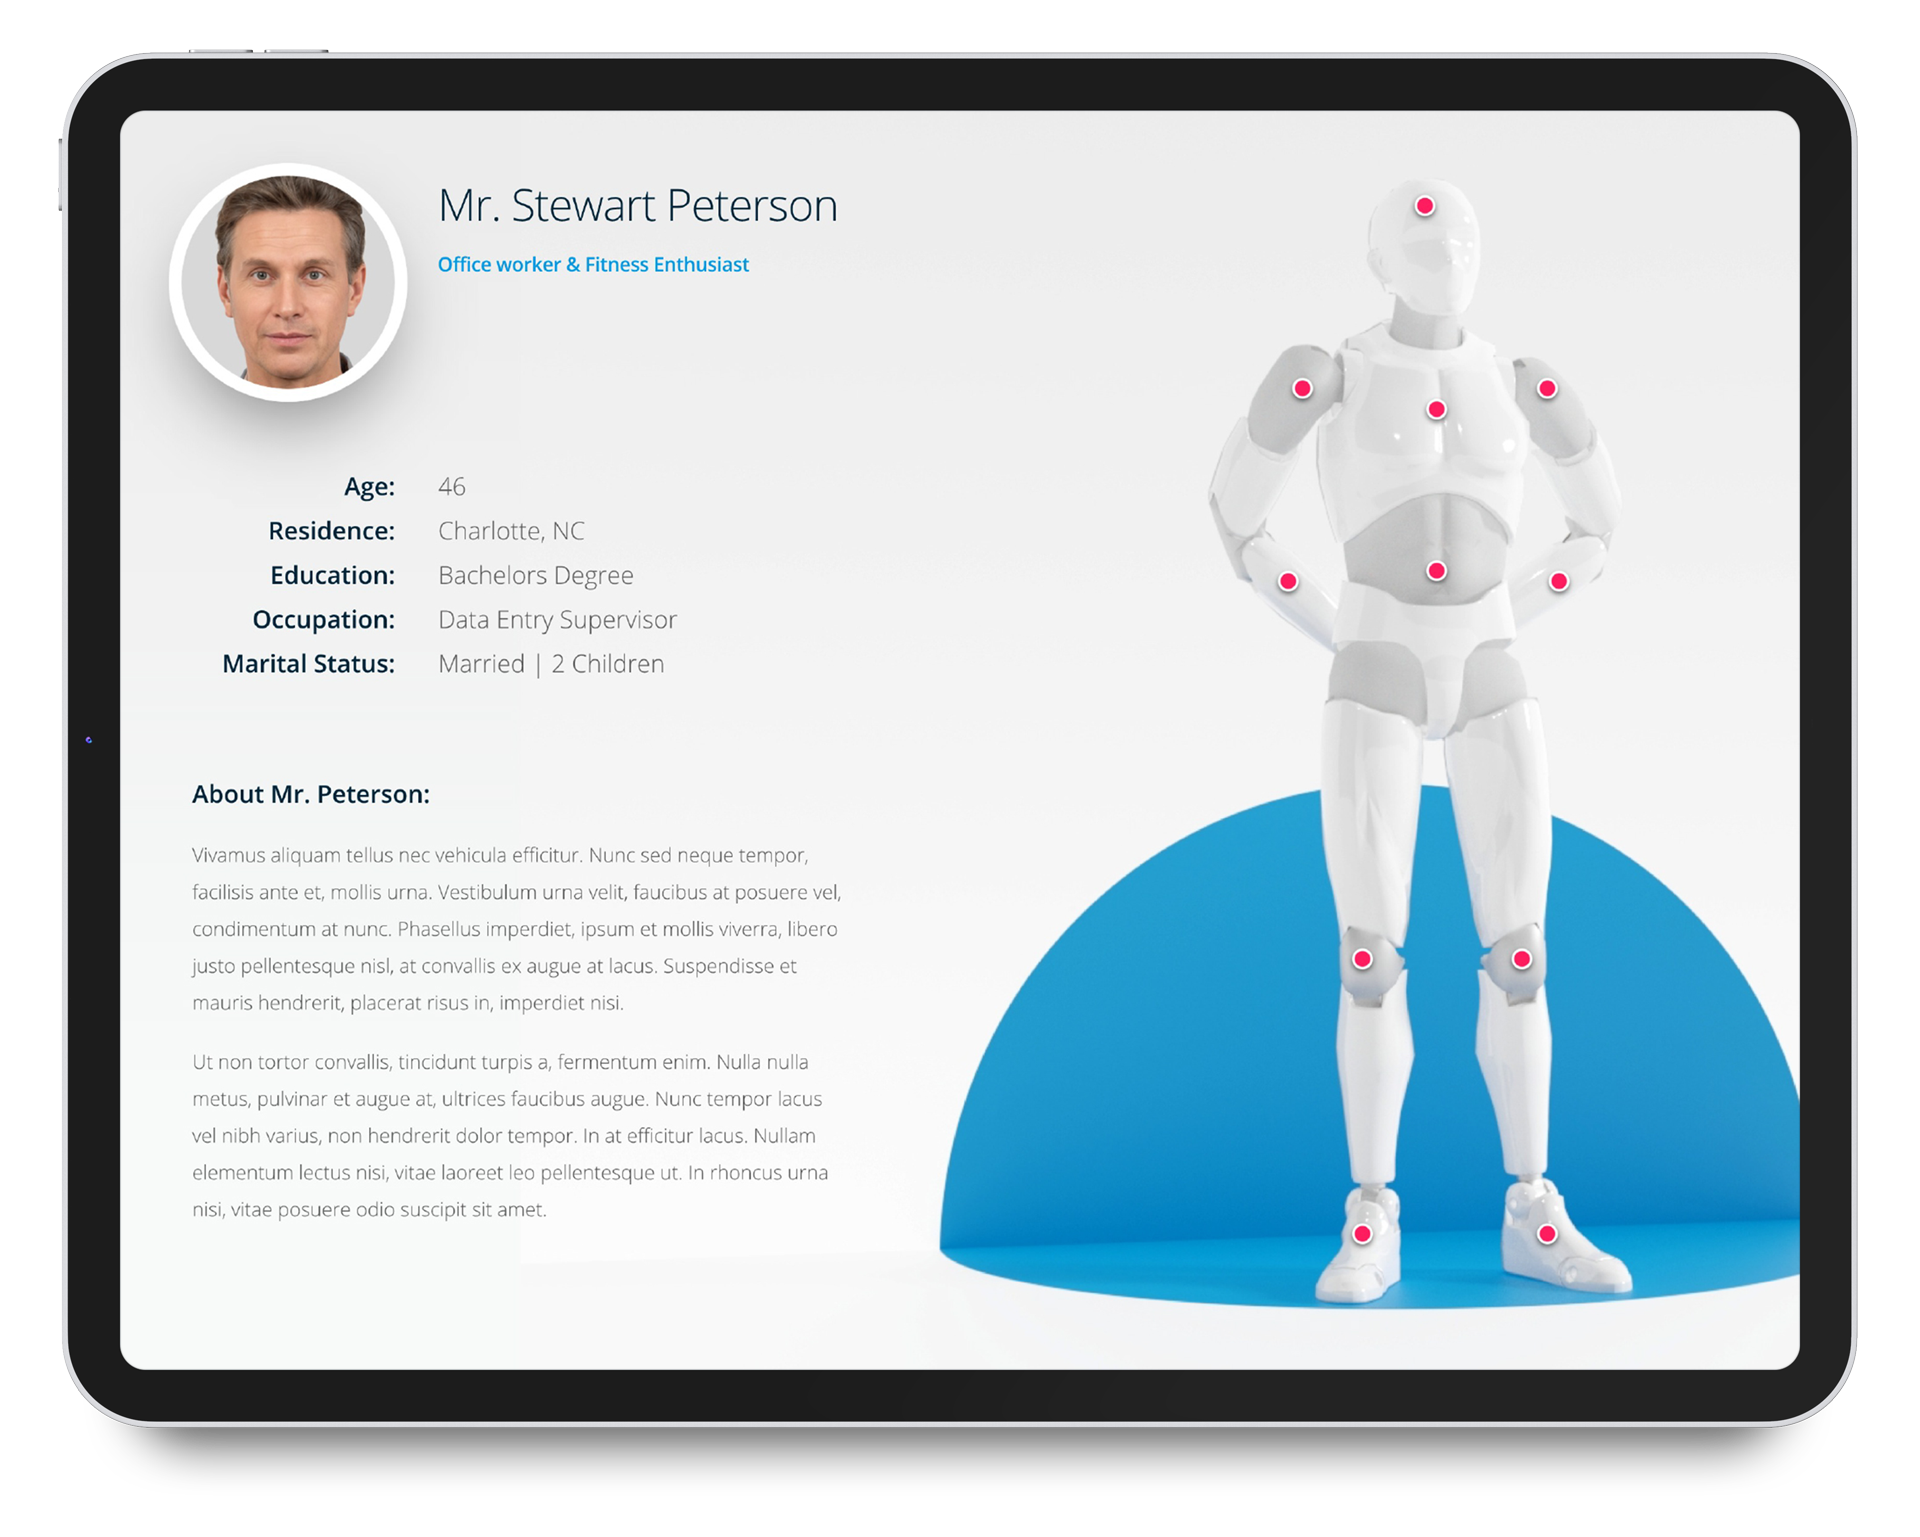 Mr. Stewart Peterson
Office worker & Fitness Enthusiast
Age: 46
Residence: Charlotte, NC
Education: Bachelors Degree
Occupation: Data Entry Supervisor
Marital Status: Married | 2 Children
About Mr. Peterson:
Vivamus aliquam tellus nec vehicula efficitur. Nunc sed neque tempor,
facilisis ante et, mollis urna. Vestibulum urna velit, faucibus at posuere vel,
condimentum at nunc. Phasellus imperdiet, ipsum et mollis viverra, libero
justo pellentesque nisl, at convallis ex augue at lacus. Suspendisse et
mauris hendrerit, placerat risus in, imperdiet nisi.
Ut non tortor convallis, tincidunt turpis a, fermentum enim. Nulla nulla
metus, pulvinar et augue at, ultrices faucibus augue. Nunc tempor lacus
vel nibh varius, non hendrerit dolor tempor. In at efficitur lacus. Nullam
elementum lectus nisi, vitae laoreet leo pellentesque ut. In rhoncus urna
nisi, vitae posuere odio suscipit sit amet.